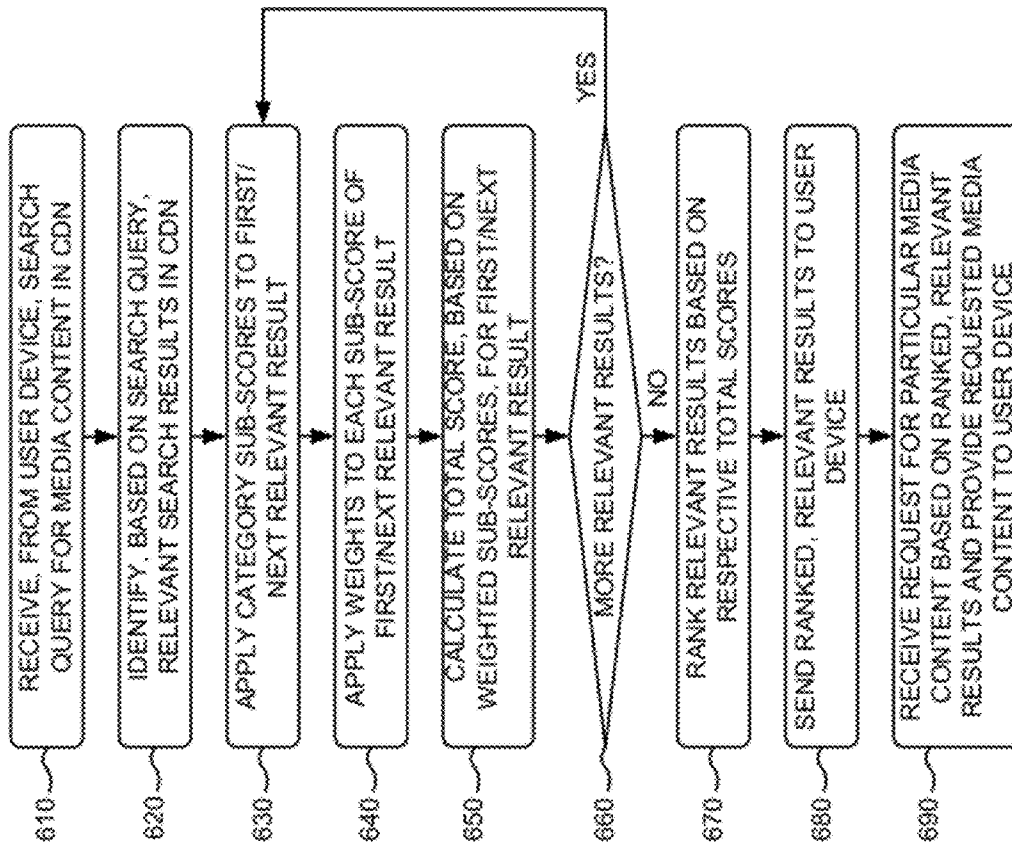 610
RECEIVE, FROM USER DEVICE, SEARCH
QUERY FOR MEDIA CONTENT IN CDN
620
IDENTIFY, BASED ON SEARCH QUERY,
RELEVANT SEARCH RESULTS IN CDN
630
APPLY CATEGORY SUB-SCORES TO FIRST/
NEXT RELEVANT RESULT
640
APPLY WEIGHTS TO EACH SUB-SCORE OF
FIRST/NEXT RELEVANT RESULT
650
CALCULATE TOTAL SCORE, BASED ON
WEIGHTED SUB-SCORES, FOR FIRST/NEXT
RELEVANT RESULT
660
MORE RELEVANT RESULTS?
YES
NO
670
RANK RELEVANT RESULTS BASED ON
RESPECTIVE TOTAL SCORES
680
SEND RANKED, RELEVANT RESULTS TO USER
DEVICE
690
RECEIVE REQUEST FOR PARTICULAR MEDIA
CONTENT BASED ON RANKED, RELEVANT
RESULTS AND PROVIDE REQUESTED MEDIA
CONTENT TO USER DEVICE